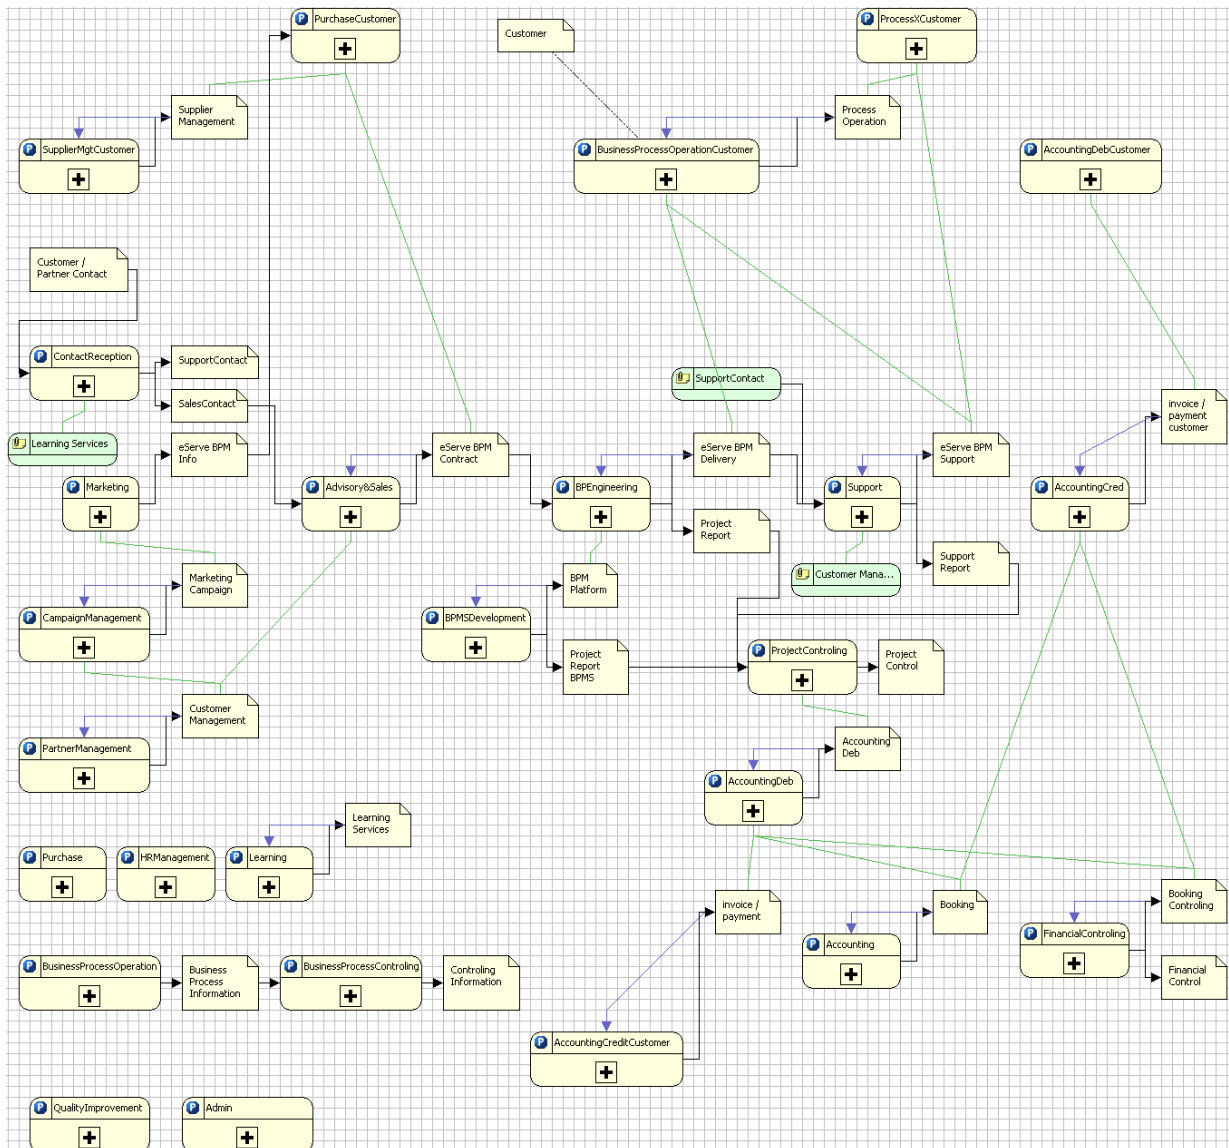 PurchaseCustomer
Customer
ProcessXCustomer
Supplier
Management
Process
Operation
SupplierMgtCustomer
BusinessProcessOperationCustomer
AccountingDebCustomer
Customer /
Partner Contact
ContactReception
SupportContact
SalesContact
SupportContact
invoice /
payment
customer
Learning Services
eServe BPM
Info
eServe BPM
Contract
eServe BPM
Delivery
eServe BPM
Support
Marketing
Advisory&Sales
BPEngineering
Support
AccountingCred
Project
Report
Support
Report
Marketing
Campaign
BPM
Platform
Customer Mana...
CampaignManagement
BPMSDevelopment
Project
Report
BPMS
ProjectControling
Project
Control
Customer
Management
PartnerManagement
Accounting
Deb
AccountingDeb
Learning
Services
Purchase
HRManagement
Learning
invoice /
payment
Booking
Booking
Controling
Accounting
FinancialControling
BusinessProcessOperation
Business
Process
Information
BusinessProcessControling
Controling
Information
Financial
Control
AccountingCreditCustomer
QualityImprovement
Admin